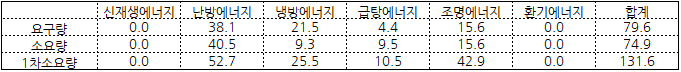 신재생에너지 난방에너지 냉방에너지 급탕에너지 조명에너지 환기에너지 합계
요구량 0.0 38.1 21.5 4.4 15.6 0.0 79.6
소요량 0.0 40.5 9.3 9.5 15.6 0.0 74.9
1차소요량 0.0 52.7 25.5 10.5 42.9 0.0 131.6